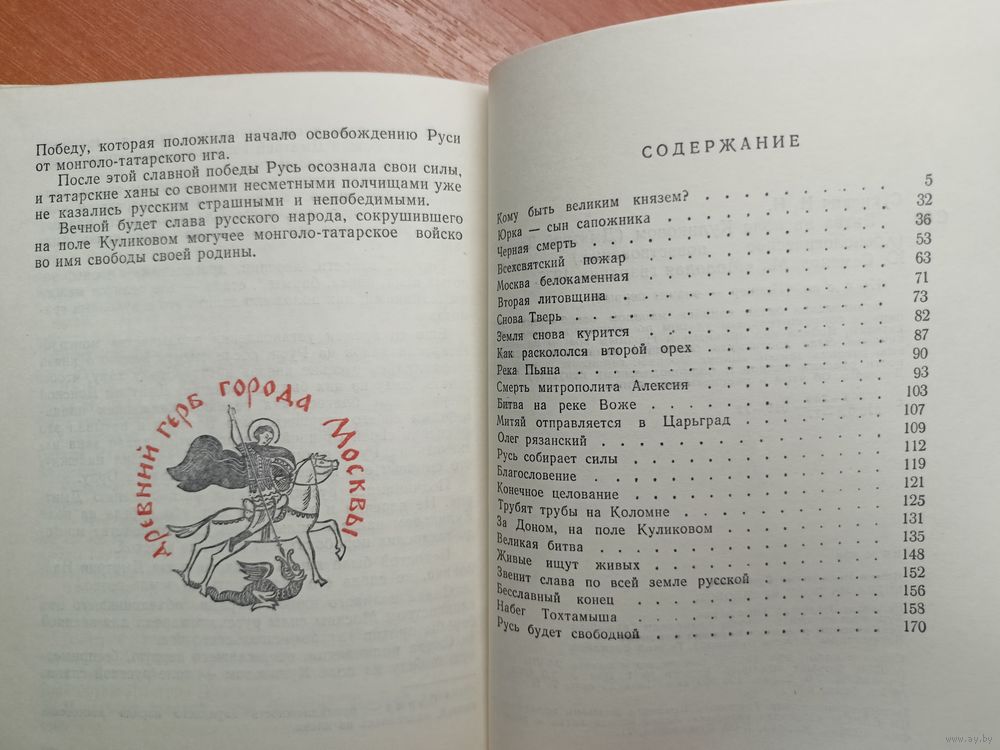 Победу, которая положила начало освобождению Руси
от монголо-татарского ига.
После этой славной победы Русь осознала свои силы,
и татарские ханы со своими несметными полчищами уже
не казались русским страшными и непобедимыми.
Вечной будет слава русского народа, сокрушившего
на поле Куликовом могучее монголо-татарское войско
во имя свободы своей родины.
древний герб города Москвы
СОДЕРЖАНИЕ
Кому быть великим князем? 5
Юрка — сын сапожника 32
Черная смерть 36
Всехсвятский пожар 53
Москва белокаменная 63
Вторая литовщина 71
Снова Тверь 73
Земля снова курится 82
Как раскололся второй орех 87
Река Пьяна 90
Смерть митрополита Алексия 93
Битва на реке Воже 103
Митяй отправляется в Царьград 107
Олег рязанский 109
Русь собирает силы 112
Благословение 119
Конечное целование 121
Трубят трубы на Коломне 125
За Доном, на поле Куликовом 131
Великая битва 135
Живые ищут живых 148
Звенит слава по всей земле русской 152
Бесславный конец 156
Набег Тохтамыша 158
Русь будет свободной 170
www.ay.by